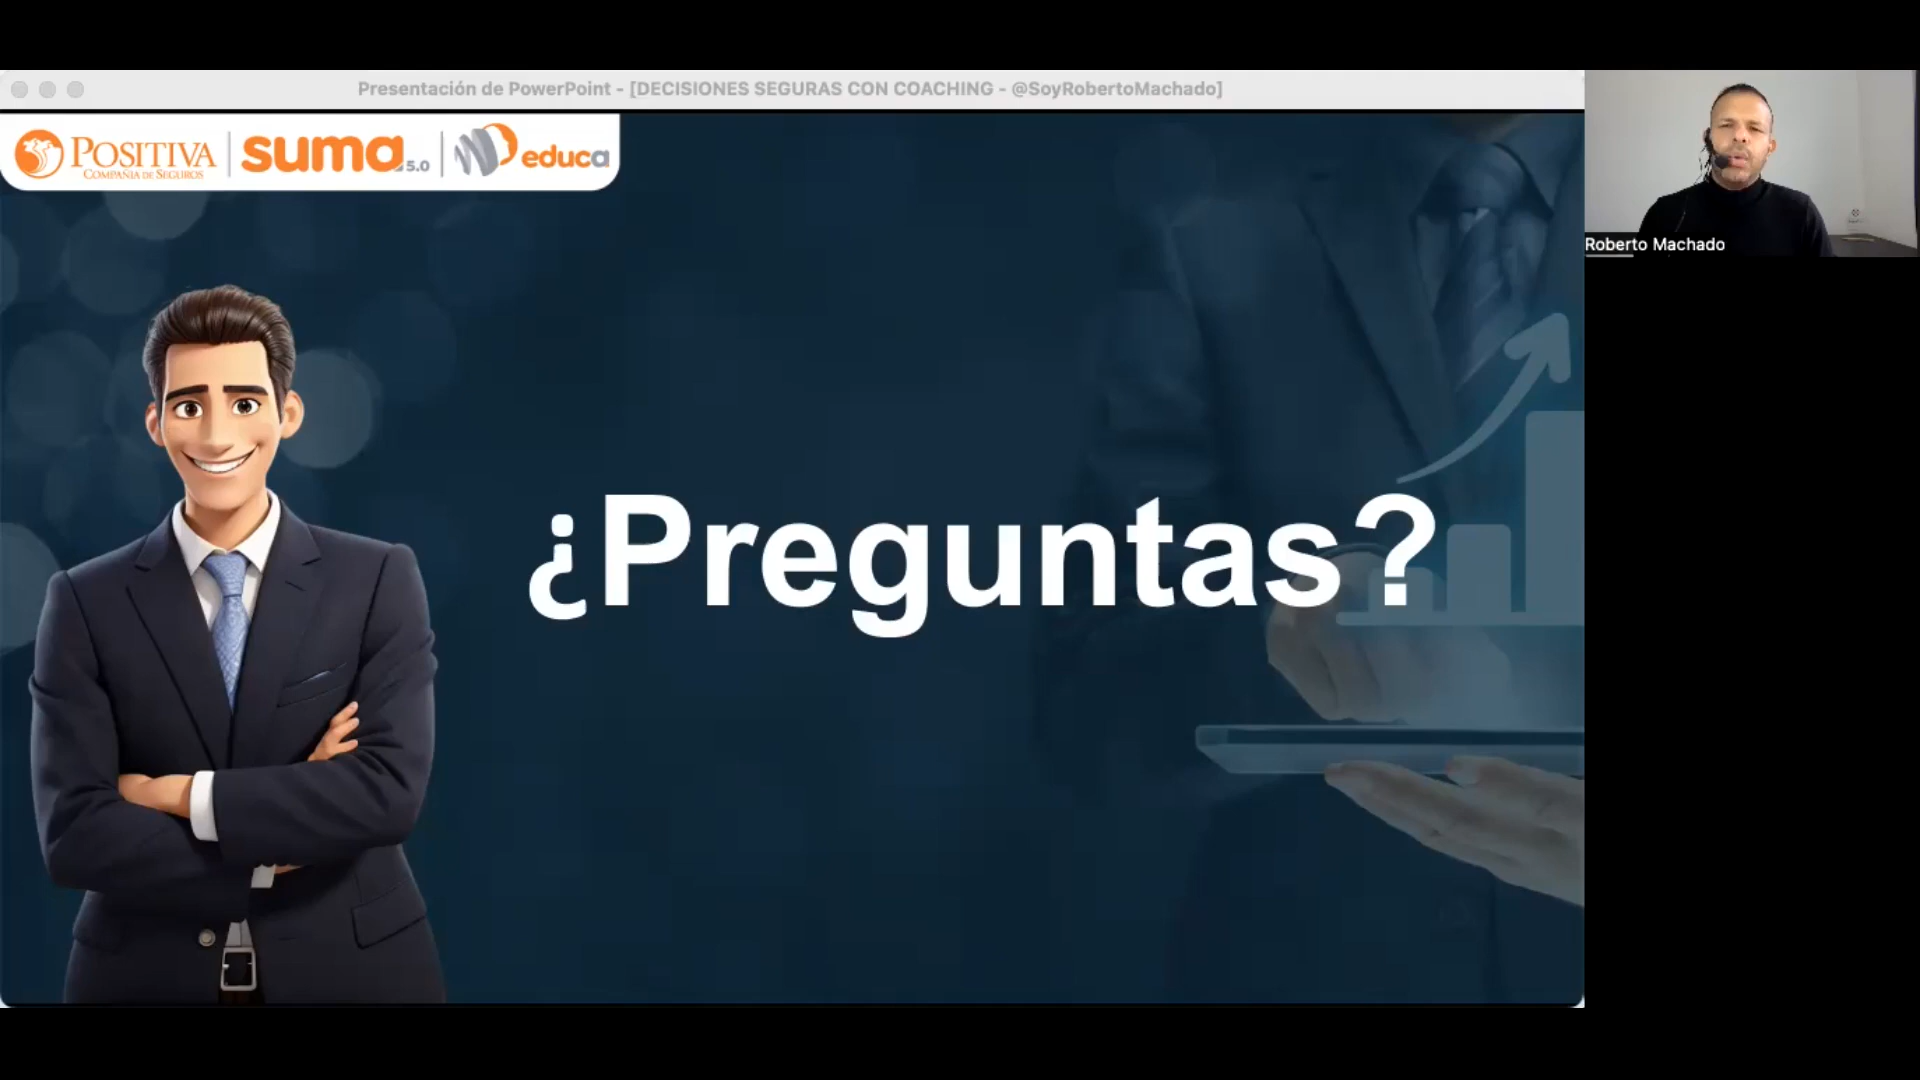 Presentación de PowerPoint - [DECISIONES SEGURAS CON COACHING - @SoyRobertoMachado]
POSITIVA
COMPAÑÍA DE SEGUROS
suma 5.0
educa
Roberto Machado
¿Preguntas?